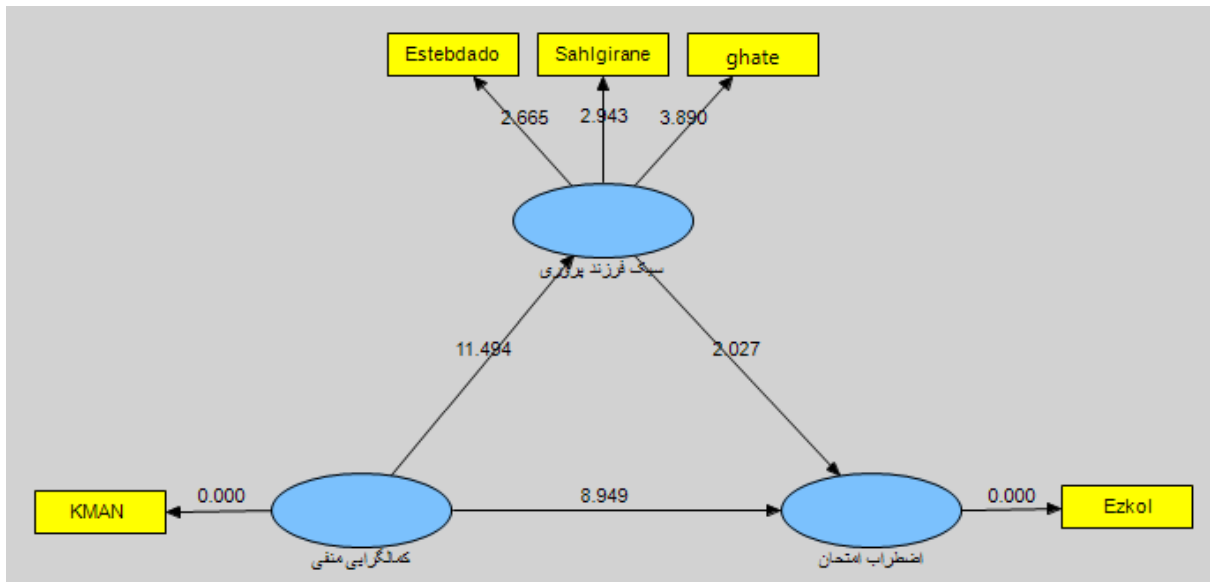 Estebdado Sahlgirane ghate
2.665 2.943 3.890
سبک فرزند پروری
11.494 2.027
KMAN 0.000 8.949 0.000 Ezkol
کمالگرایی منفی اضطراب امتحان